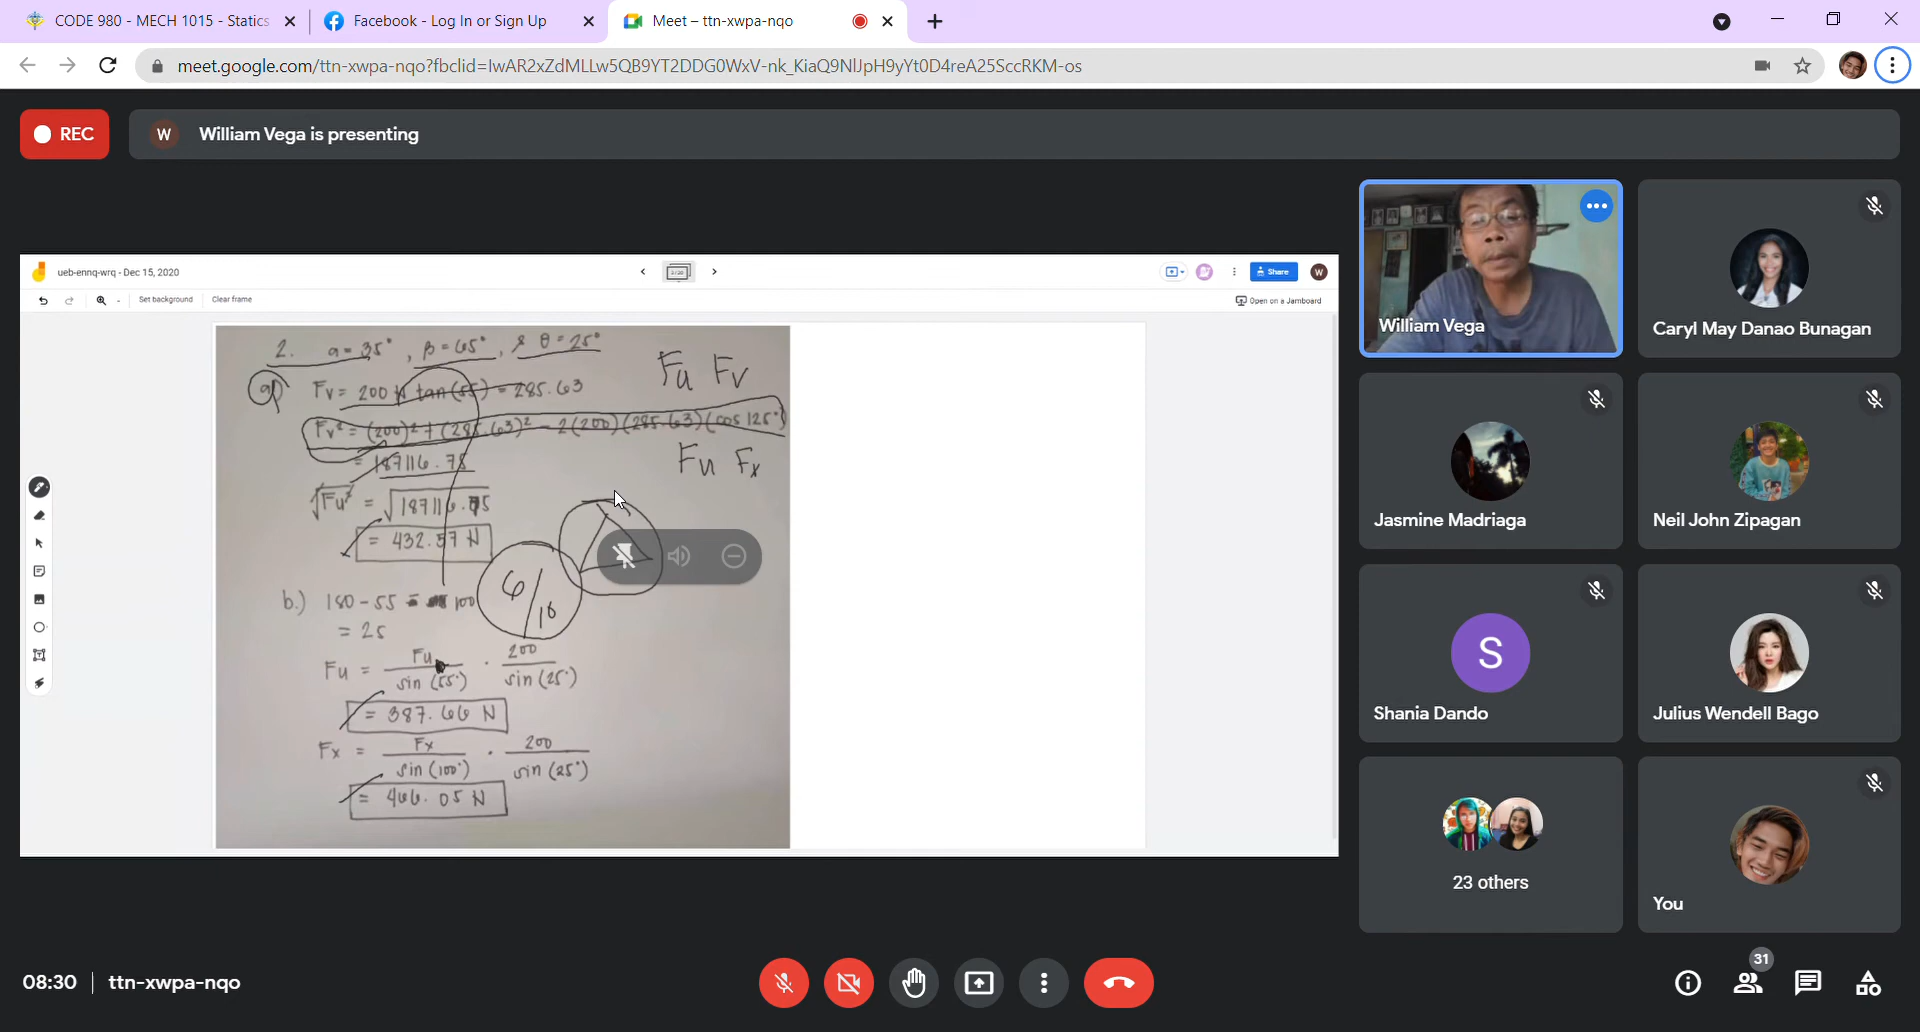 CODE 980 - MECH 1015 - Statics
Facebook - Log In or Sign Up
Meet – ttn-xwpa-nqo
meet.google.com/ttn-xwpa-nqo?fbclid=IwAR2xZdMLLw5QB9YT2DDG0WxV-nk_KiaQ9NlJpH9yYt0D4reA25SccRKM-os
REC
W
William Vega is presenting
ueb-ennq-wrq - Dec 15, 2020
Share
W
Set background
Clear frame
Open on a Jamboard
2. α = 35°, β = 65°, & θ = 25°
a)
Fv = 200 N tan(55) = 285.63
Fu Fv
Fv² = (200)² + (285.63)² - 2(200)(285.63)(cos 125°)
= 187116.78
Fu Fx
√Fu² = √187116.75
= 432.57 N
6/10
b.) 180 - 55 - 100
= 25
Fu = Fu / sin (55°) · 200 / sin (25°)
= 387.66 N
Fx = Fx / sin (100°) · 200 / sin (25°)
= 466.05 N
William Vega
Caryl May Danao Bunagan
Jasmine Madriaga
Neil John Zipagan
S
Shania Dando
Julius Wendell Bago
23 others
You
08:30
ttn-xwpa-nqo
31